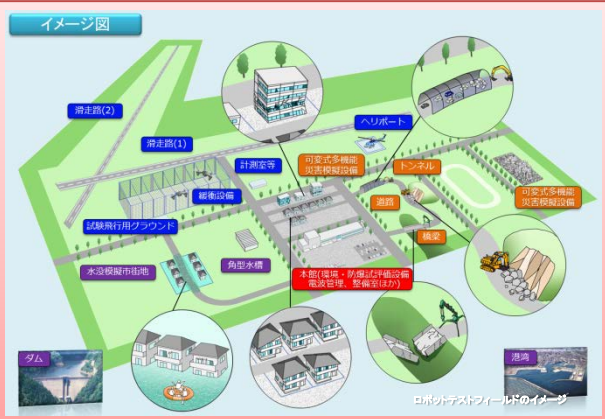 イメージ図
滑走路(2)
滑走路(1)
計測室等
可変式多機能
災害模擬設備
ヘリポート
トンネル
可変式多機能
災害模擬設備
緩衝設備
道路
試験飛行用グラウンド
橋梁
水没模擬市街地
角型水槽
本館(環境・防爆試評価設備
電波管理、整備室ほか)
ダム
港湾
ロボットテストフィールドのイメージ